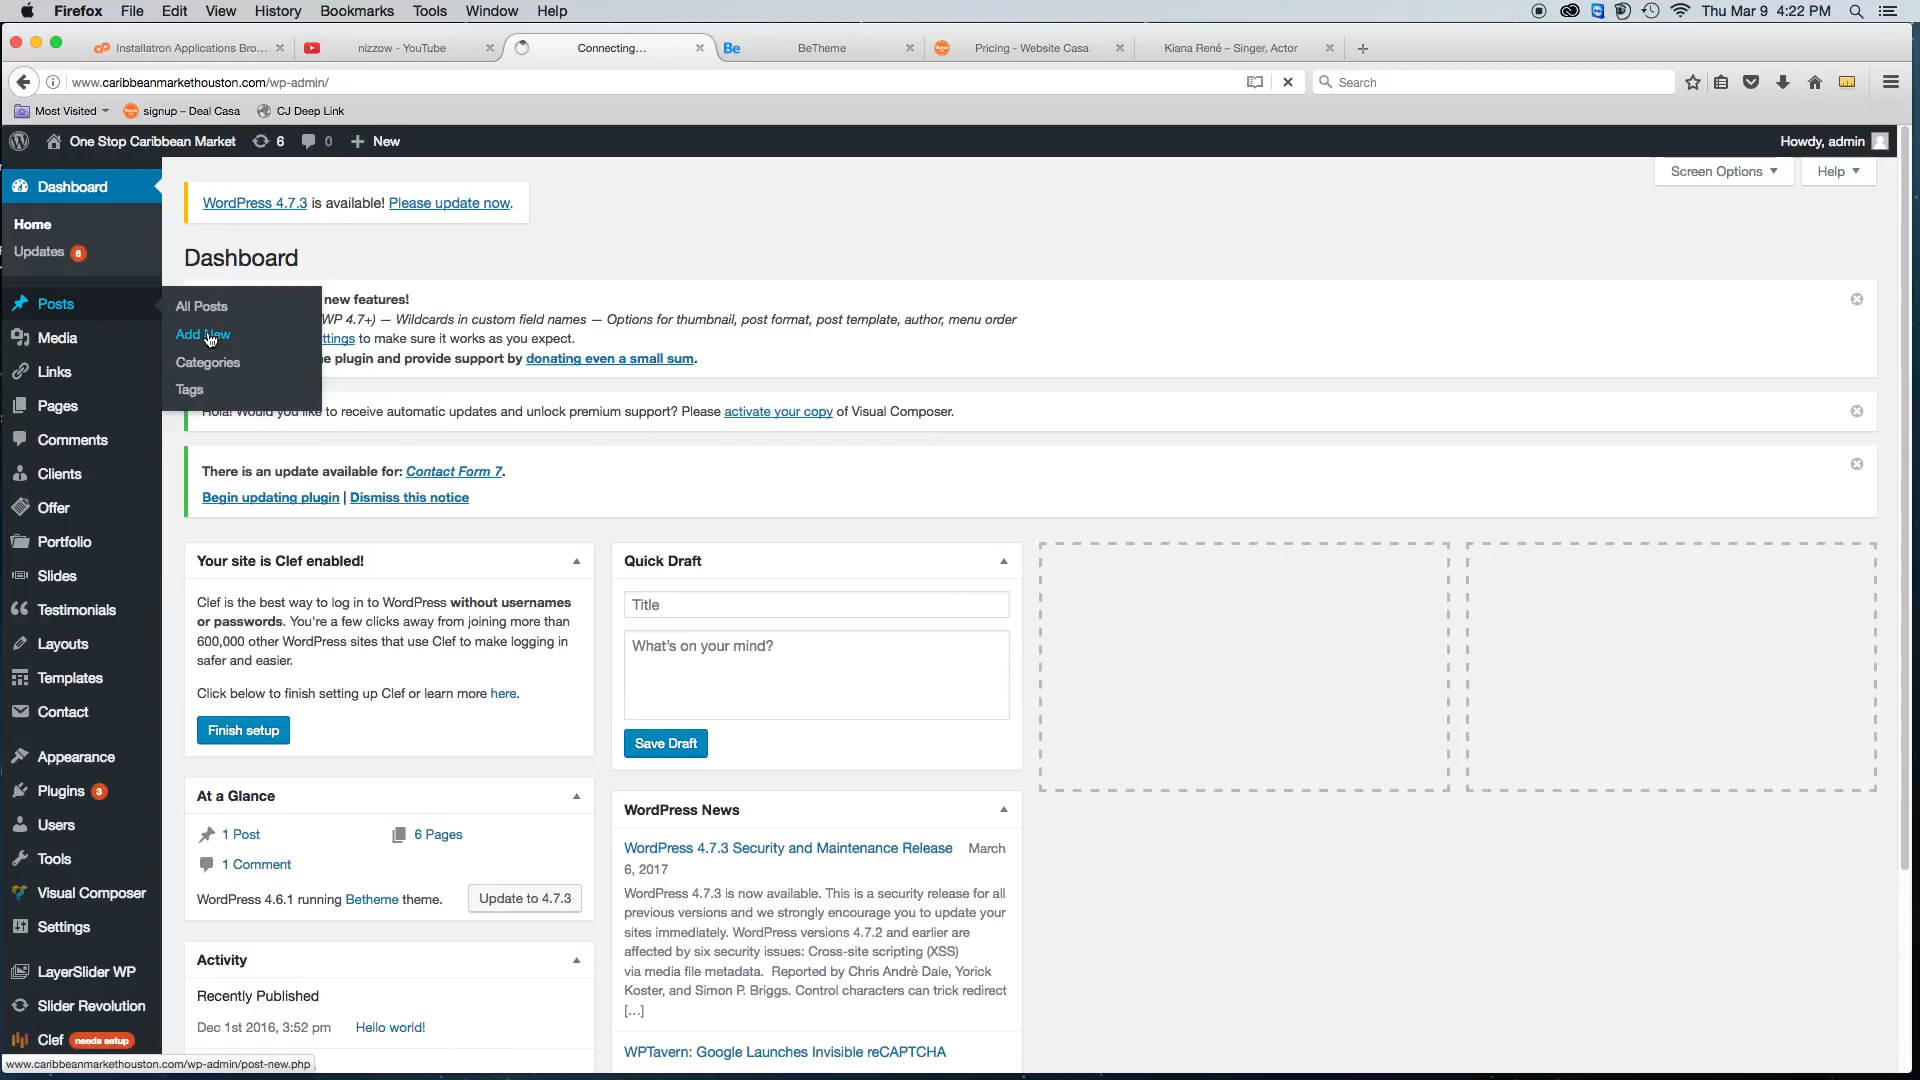 Firefox File Edit View History Bookmarks Tools Window Help Thu Mar 9 4:22 PM
Installatron Applications Bro... nizzow - YouTube Connecting... BeTheme Pricing - Website Casa Kiana René – Singer, Actor
www.caribbeanmarkethouston.com/wp-admin/ Search
Most Visited signup – Deal Casa CJ Deep Link
One Stop Caribbean Market 6 0 New Howdy, admin
Screen Options Help
Dashboard
Home
Updates 6
Posts
Media
Links
Pages
Comments
Clients
Offer
Portfolio
Slides
Testimonials
Layouts
Templates
Contact
Appearance
Plugins 3
Users
Tools
Visual Composer
Settings
LayerSlider WP
Slider Revolution
Clef needs setup
All Posts
Add New
Categories
Tags
WordPress 4.7.3 is available! Please update now.
Dashboard
new features!
WP 4.7+) — Wildcards in custom field names — Options for thumbnail, post format, post template, author, menu order
ttings to make sure it works as you expect.
e plugin and provide support by donating even a small sum.
Hola! Would you like to receive automatic updates and unlock premium support? Please activate your copy of Visual Composer.
There is an update available for: Contact Form 7.
Begin updating plugin | Dismiss this notice
Your site is Clef enabled!
Clef is the best way to log in to WordPress without usernames
or passwords. You're a few clicks away from joining more than
600,000 other WordPress sites that use Clef to make logging in
safer and easier.
Click below to finish setting up Clef or learn more here.
Finish setup
At a Glance
1 Post 6 Pages
1 Comment
WordPress 4.6.1 running Betheme theme. Update to 4.7.3
Activity
Recently Published
Dec 1st 2016, 3:52 pm Hello world!
Quick Draft
Title
What's on your mind?
Save Draft
WordPress News
WordPress 4.7.3 Security and Maintenance Release March
6, 2017
WordPress 4.7.3 is now available. This is a security release for all
previous versions and we strongly encourage you to update your
sites immediately. WordPress versions 4.7.2 and earlier are
affected by six security issues: Cross-site scripting (XSS)
via media file metadata. Reported by Chris Andrè Dale, Yorick
Koster, and Simon P. Briggs. Control characters can trick redirect
[...]
WPTavern: Google Launches Invisible reCAPTCHA
www.caribbeanmarkethouston.com/wp-admin/post-new.php